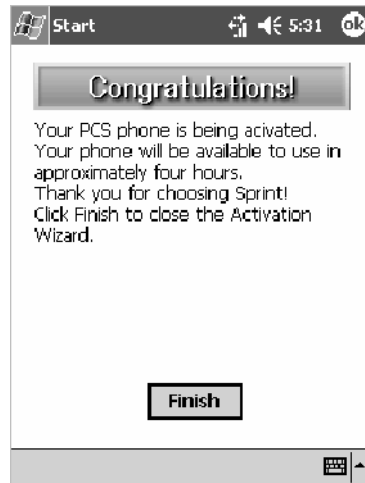 Start 5:31 ok
Congratulations!
Your PCS phone is being acivated.
Your phone will be available to use in
approximately four hours.
Thank you for choosing Sprint!
Click Finish to close the Activation
Wizard.
Finish